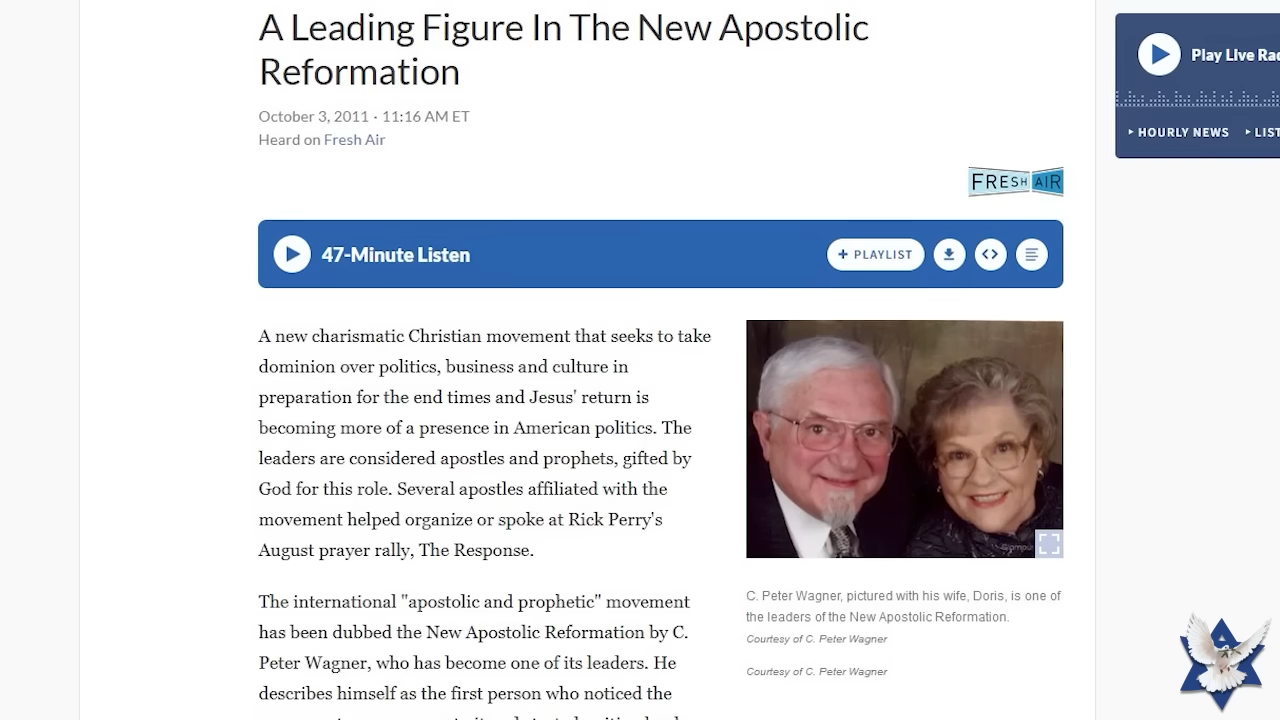 A Leading Figure In The New Apostolic
Reformation
October 3, 2011 · 11:16 AM ET
Heard on Fresh Air
FRESH AIR
47-Minute Listen
+ PLAYLIST
A new charismatic Christian movement that seeks to take
dominion over politics, business and culture in
preparation for the end times and Jesus' return is
becoming more of a presence in American politics. The
leaders are considered apostles and prophets, gifted by
God for this role. Several apostles affiliated with the
movement helped organize or spoke at Rick Perry's
August prayer rally, The Response.
The international "apostolic and prophetic" movement
has been dubbed the New Apostolic Reformation by C.
Peter Wagner, who has become one of its leaders. He
describes himself as the first person who noticed the
C. Peter Wagner, pictured with his wife, Doris, is one of
the leaders of the New Apostolic Reformation.
Courtesy of C. Peter Wagner
Courtesy of C. Peter Wagner
Play Live
HOURLY NEWS